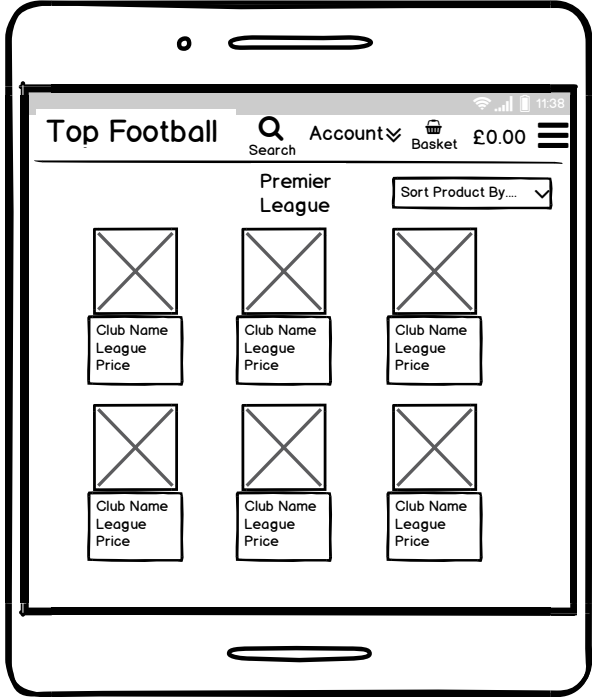 11:38
Top Football
Search
Account
Basket
£0.00
Premier
League
Sort Product By....
Club Name
League
Price
Club Name
League
Price
Club Name
League
Price
Club Name
League
Price
Club Name
League
Price
Club Name
League
Price